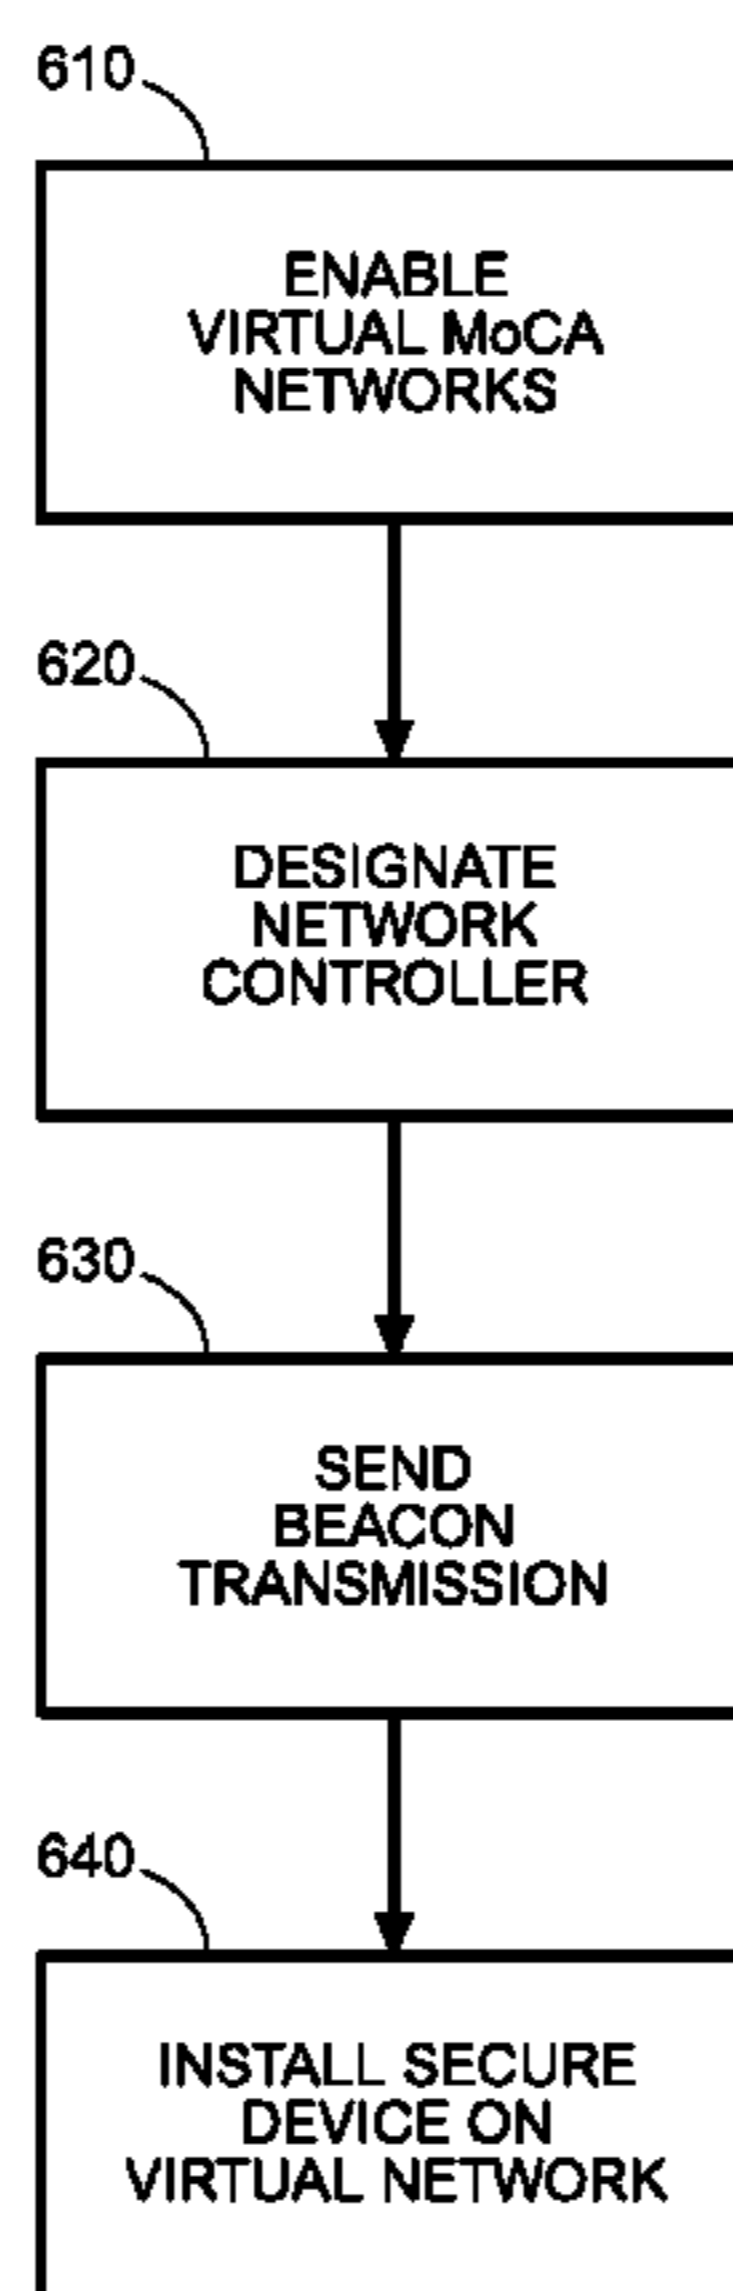 610
ENABLE
VIRTUAL MoCA
NETWORKS
620
DESIGNATE
NETWORK
CONTROLLER
630
SEND
BEACON
TRANSMISSION
640
INSTALL SECURE
DEVICE ON
VIRTUAL NETWORK